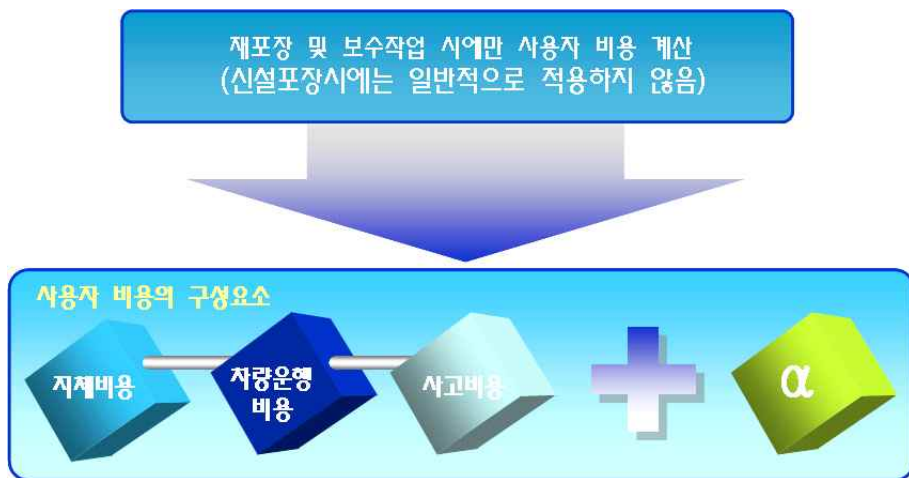 재포장 및 보수작업 시에만 사용자 비용 계산
(신설포장시에는 일반적으로 적용하지 않음)
사용자 비용의 구성요소
지체비용
차량운행
비용
사고비용
α